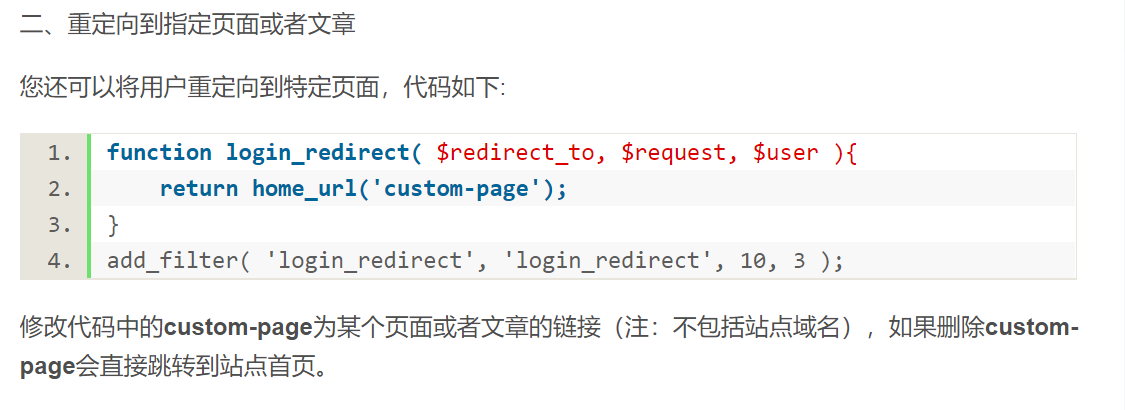 二、重定向到指定页面或者文章
您还可以将用户重定向到特定页面，代码如下:
1. function login_redirect( $redirect_to, $request, $user ){
2.     return home_url('custom-page');
3. }
4. add_filter( 'login_redirect', 'login_redirect', 10, 3 );
修改代码中的custom-page为某个页面或者文章的链接（注：不包括站点域名），如果删除custom-
page会直接跳转到站点首页。